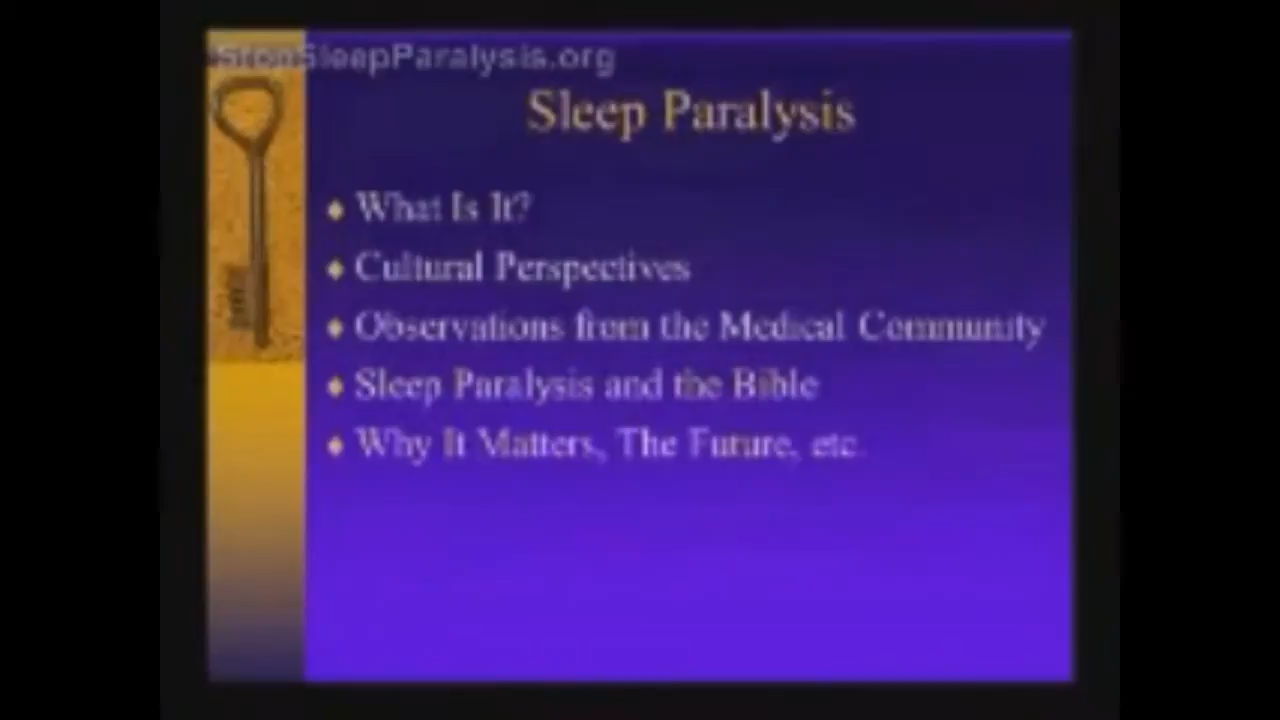 StopSleepParalysis.org
Sleep Paralysis
What Is It?
Cultural Perspectives
Observations from the Medical Community
Sleep Paralysis and the Bible
Why It Matters, The Future, etc.